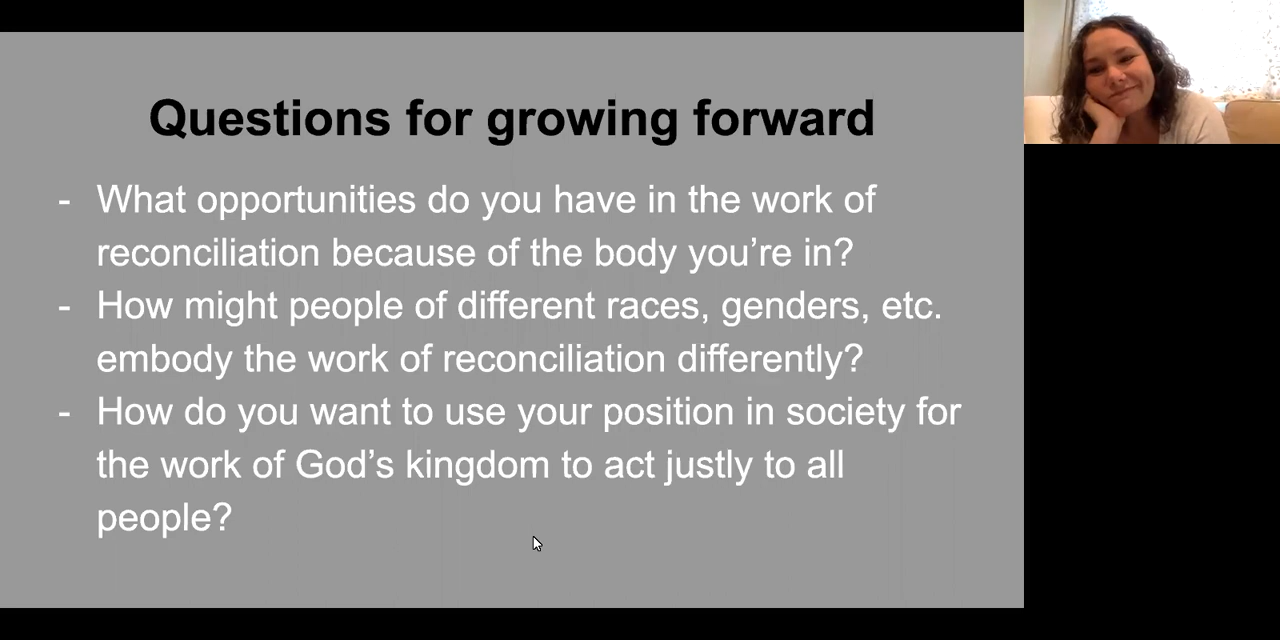 Questions for growing forward
- What opportunities do you have in the work of
reconciliation because of the body you’re in?
- How might people of different races, genders, etc.
embody the work of reconciliation differently?
- How do you want to use your position in society for
the work of God’s kingdom to act justly to all
people?